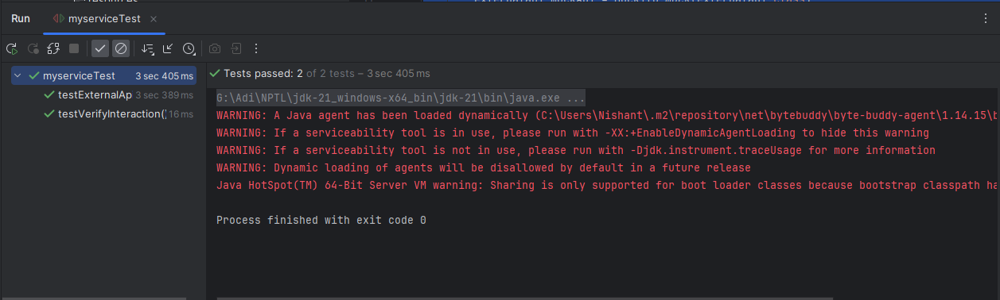 Run
myserviceTest
Tests passed: 2 of 2 tests – 3 sec 405 ms
myserviceTest 3 sec 405 ms
testExternalAp 3 sec 389 ms
testVerifyInteraction( 16 ms
G:\Adi\NPTL\jdk-21_windows-x64_bin\jdk-21\bin\java.exe ...
WARNING: A Java agent has been loaded dynamically (C:\Users\Nishant\.m2\repository\net\bytebuddy\byte-buddy-agent\1.14.15\b
WARNING: If a serviceability tool is in use, please run with -XX:+EnableDynamicAgentLoading to hide this warning
WARNING: If a serviceability tool is not in use, please run with -Djdk.instrument.traceUsage for more information
WARNING: Dynamic loading of agents will be disallowed by default in a future release
Java HotSpot(TM) 64-Bit Server VM warning: Sharing is only supported for boot loader classes because bootstrap classpath ha
Process finished with exit code 0